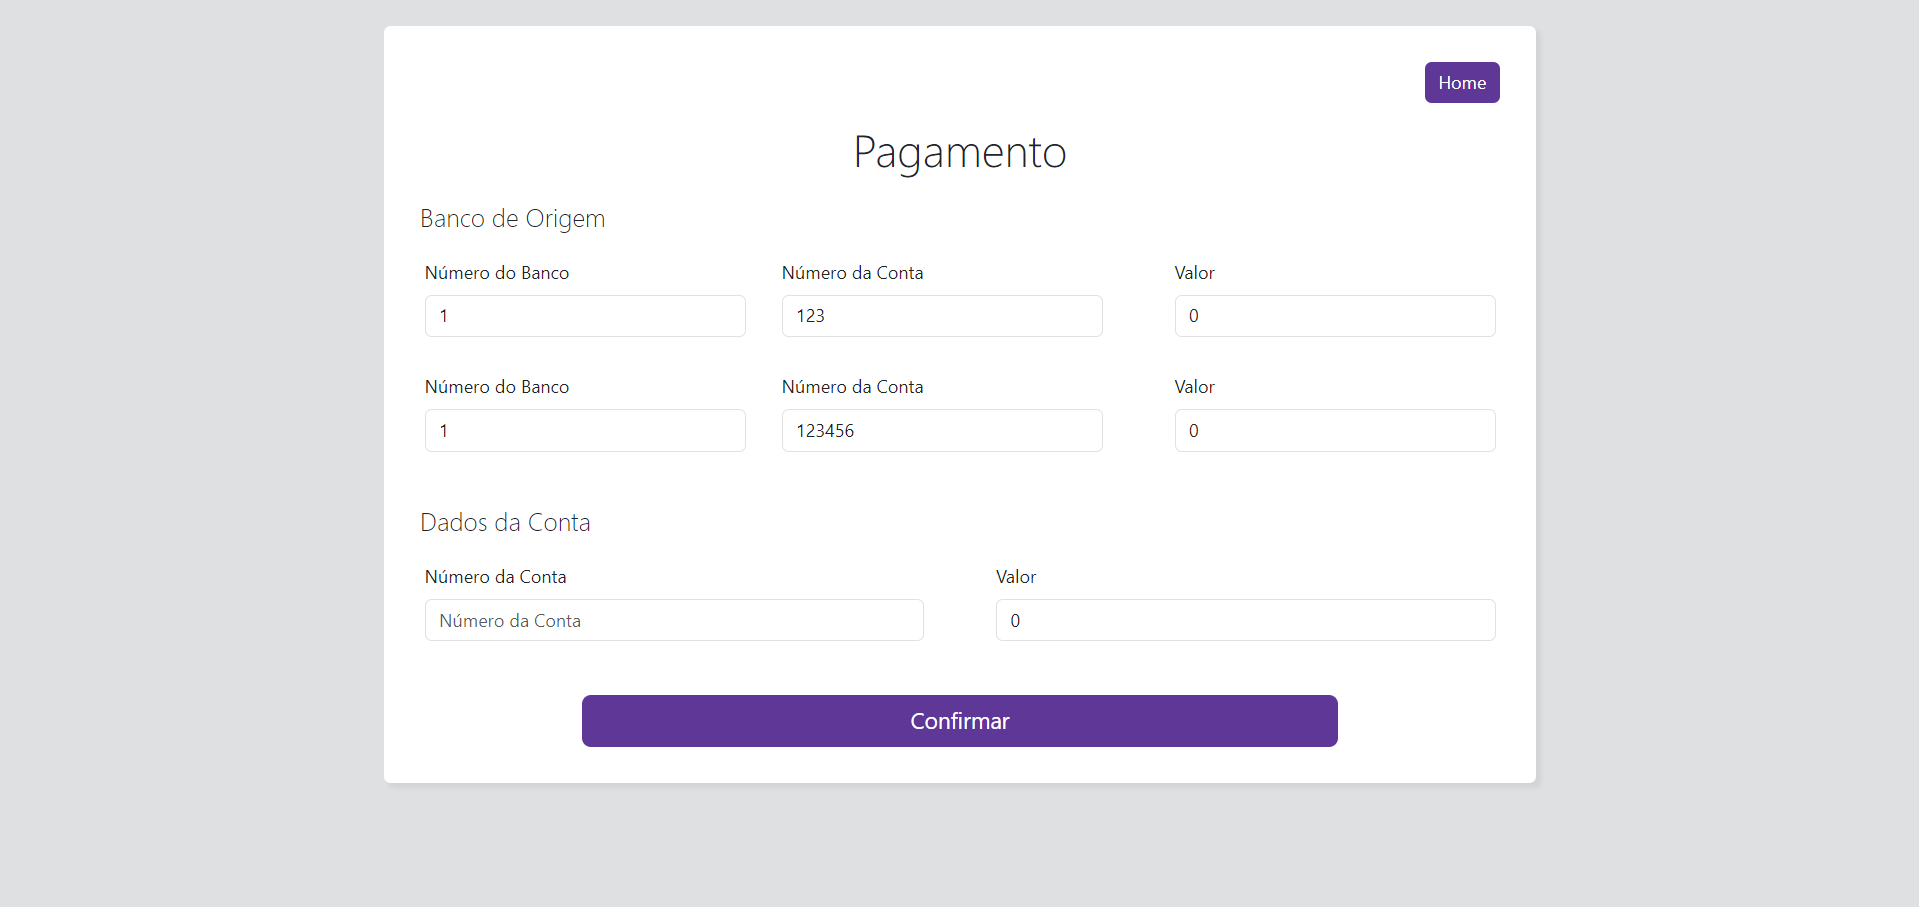 Home
Pagamento
Banco de Origem
Número do Banco Número da Conta Valor
1 123 0
Número do Banco Número da Conta Valor
1 123456 0
Dados da Conta
Número da Conta Valor
Número da Conta 0
Confirmar